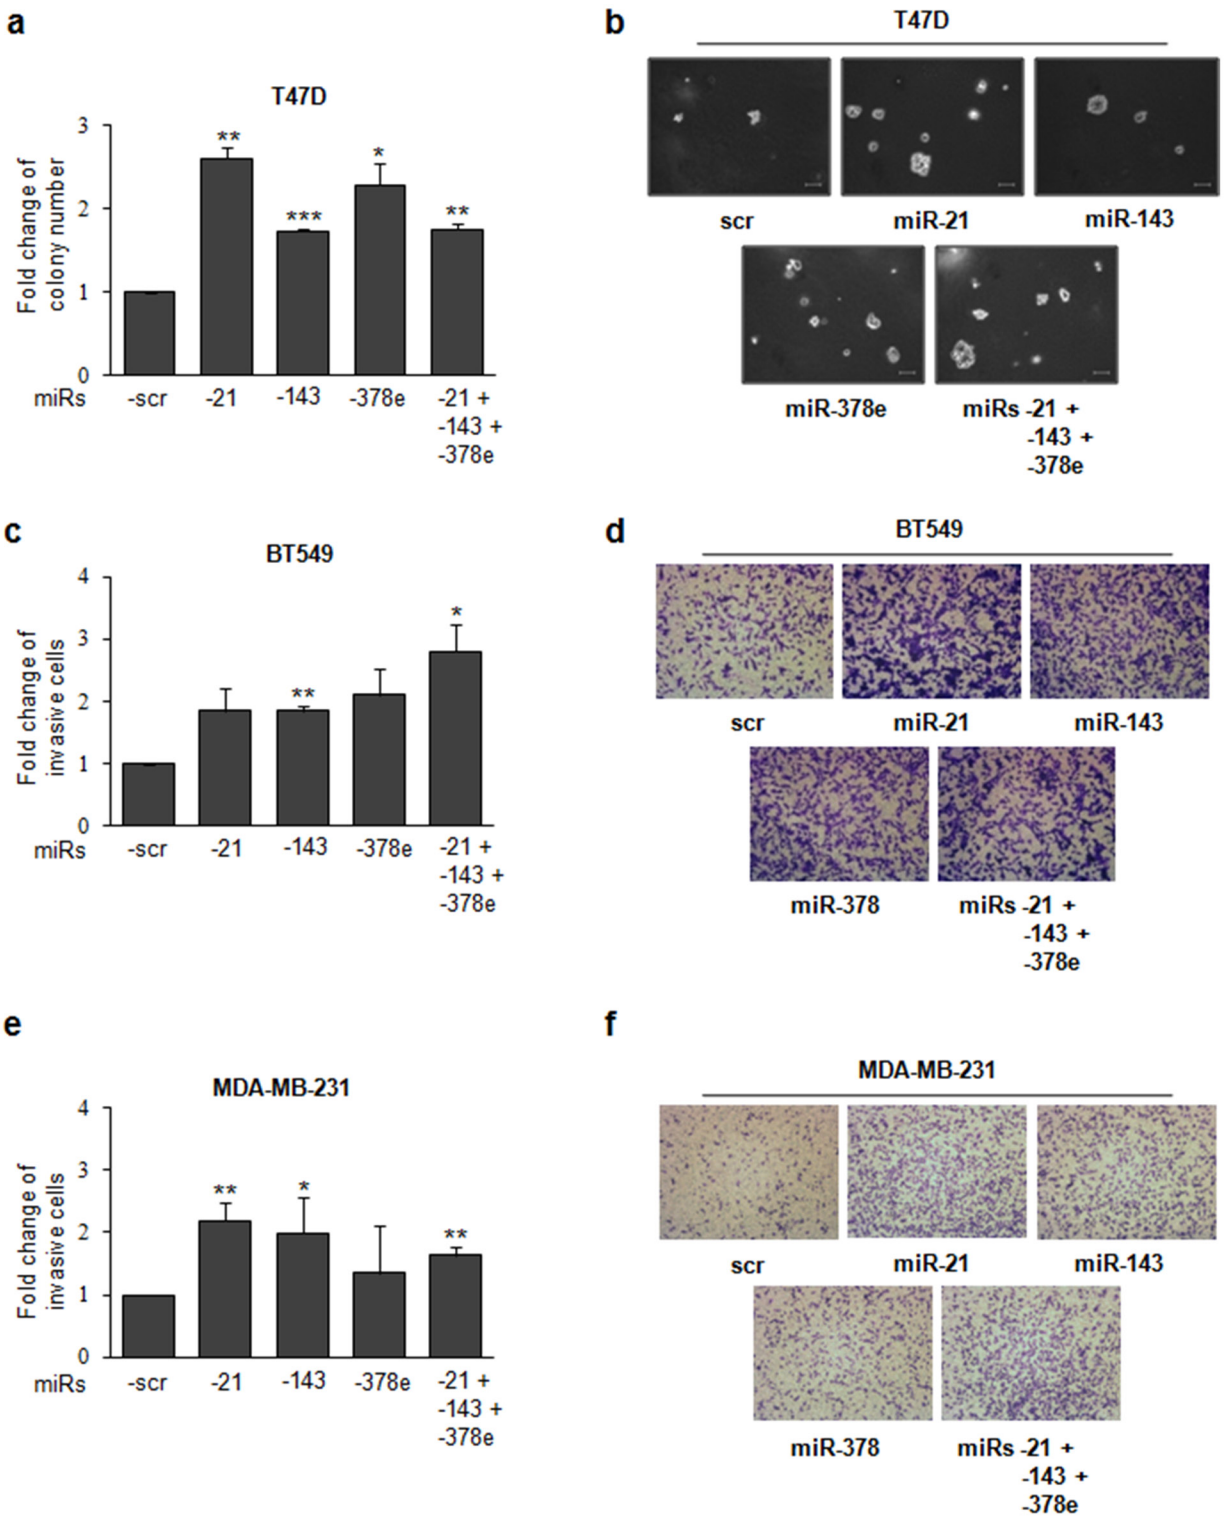 a
T47D
Fold change of
colony number
3
2
1
0
**
***
*
**
miRs
-scr
-21
-143
-378e
-21 +
-143 +
-378e
b
T47D
scr
miR-21
miR-143
miR-378e
miRs -21 +
-143 +
-378e
c
BT549
Fold change of
invasive cells
4
3
2
1
0
**
*
miRs
-scr
-21
-143
-378e
-21 +
-143 +
-378e
d
BT549
scr
miR-21
miR-143
miR-378
miRs -21 +
-143 +
-378e
e
MDA-MB-231
Fold change of
invasive cells
4
3
2
1
0
**
*
**
miRs
-scr
-21
-143
-378e
-21 +
-143 +
-378e
f
MDA-MB-231
scr
miR-21
miR-143
miR-378
miRs -21 +
-143 +
-378e